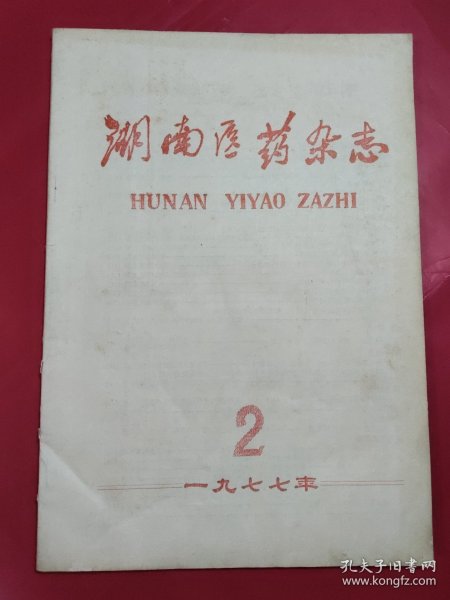 湖南医药杂志
HUNAN YIYAO ZAZHI
2
一九七七年
孔夫子旧书网
www.kongfz.com